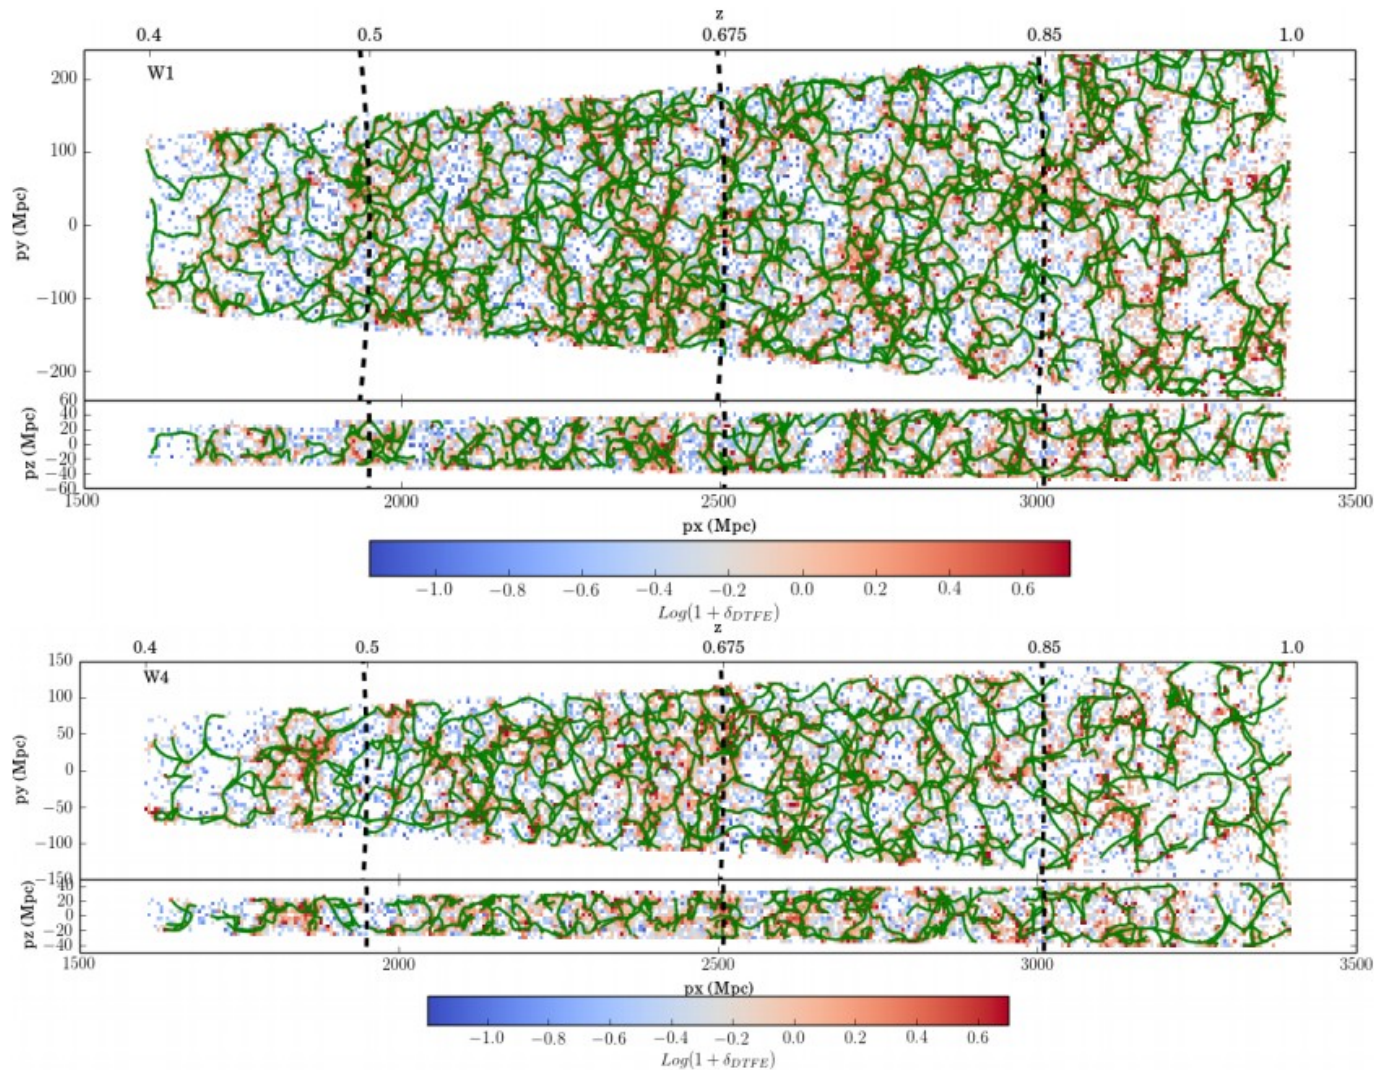 z
0.4 0.5 0.675 0.85 1.0
W1
200
100
0
−100
−200
py (Mpc)
60
40
20
0
−20
−40
−60
pz (Mpc)
1500 2000 2500 3000 3500
px (Mpc)
−1.0 −0.8 −0.6 −0.4 −0.2 0.0 0.2 0.4 0.6
Log(1 + δDTFE)
z
0.4 0.5 0.675 0.85 1.0
W4
150
100
50
0
−50
−100
−150
py (Mpc)
40
20
0
−20
−40
pz (Mpc)
1500 2000 2500 3000 3500
px (Mpc)
−1.0 −0.8 −0.6 −0.4 −0.2 0.0 0.2 0.4 0.6
Log(1 + δDTFE)